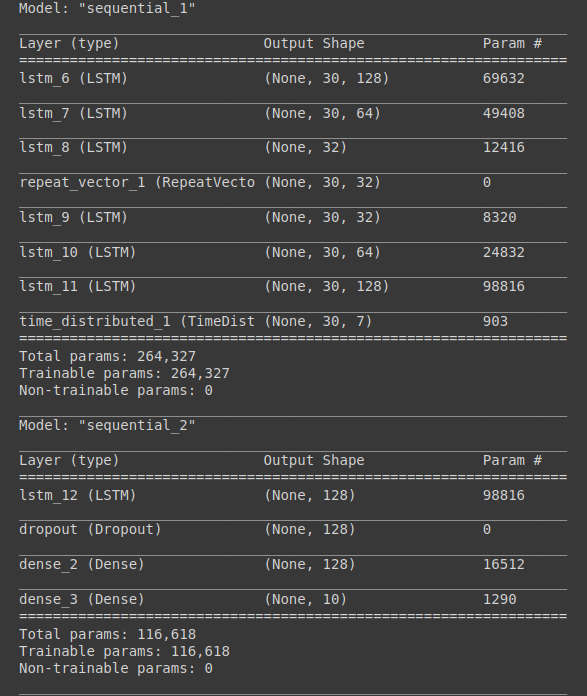 Model: "sequential_1"
Layer (type) Output Shape Param #
=================================================================
lstm_6 (LSTM) (None, 30, 128) 69632
lstm_7 (LSTM) (None, 30, 64) 49408
lstm_8 (LSTM) (None, 32) 12416
repeat_vector_1 (RepeatVecto (None, 30, 32) 0
lstm_9 (LSTM) (None, 30, 32) 8320
lstm_10 (LSTM) (None, 30, 64) 24832
lstm_11 (LSTM) (None, 30, 128) 98816
time_distributed_1 (TimeDist (None, 30, 7) 903
=================================================================
Total params: 264,327
Trainable params: 264,327
Non-trainable params: 0
Model: "sequential_2"
Layer (type) Output Shape Param #
=================================================================
lstm_12 (LSTM) (None, 128) 98816
dropout (Dropout) (None, 128) 0
dense_2 (Dense) (None, 128) 16512
dense_3 (Dense) (None, 10) 1290
=================================================================
Total params: 116,618
Trainable params: 116,618
Non-trainable params: 0